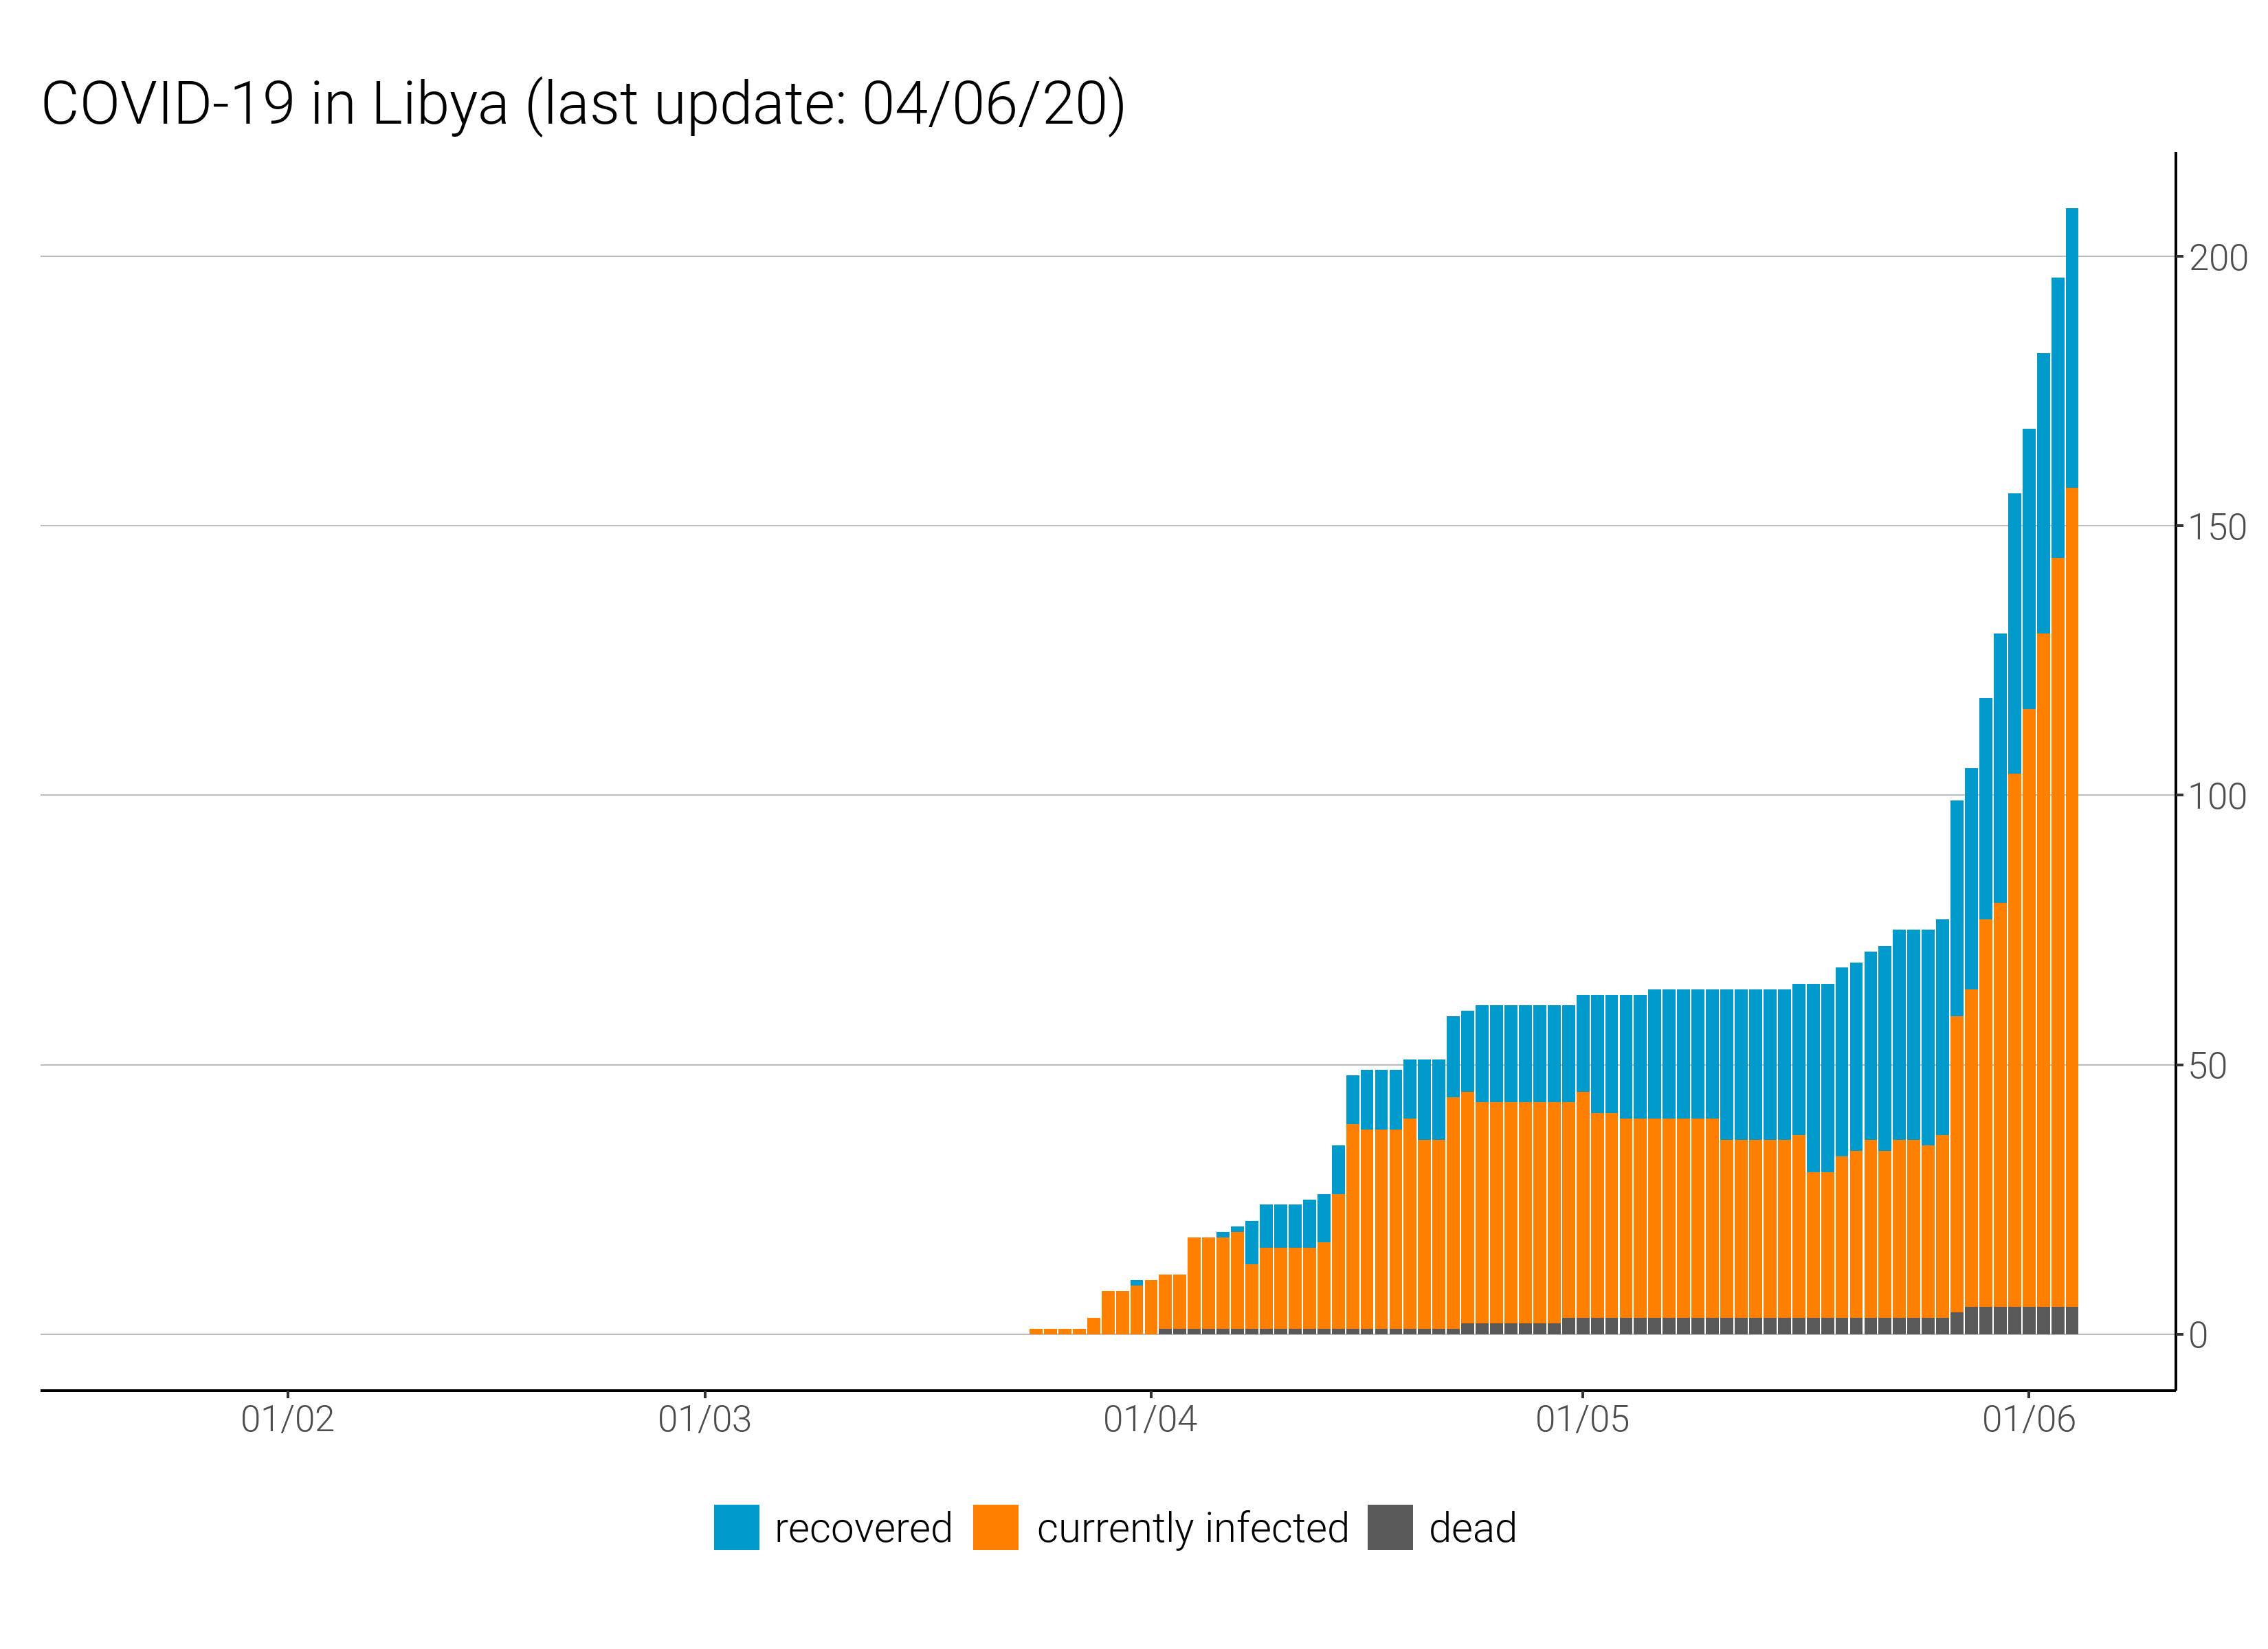 COVID-19 in Libya (last update: 04/06/20)
200
150
100
50
0
01/02 01/03 01/04 01/05 01/06
recovered currently infected dead